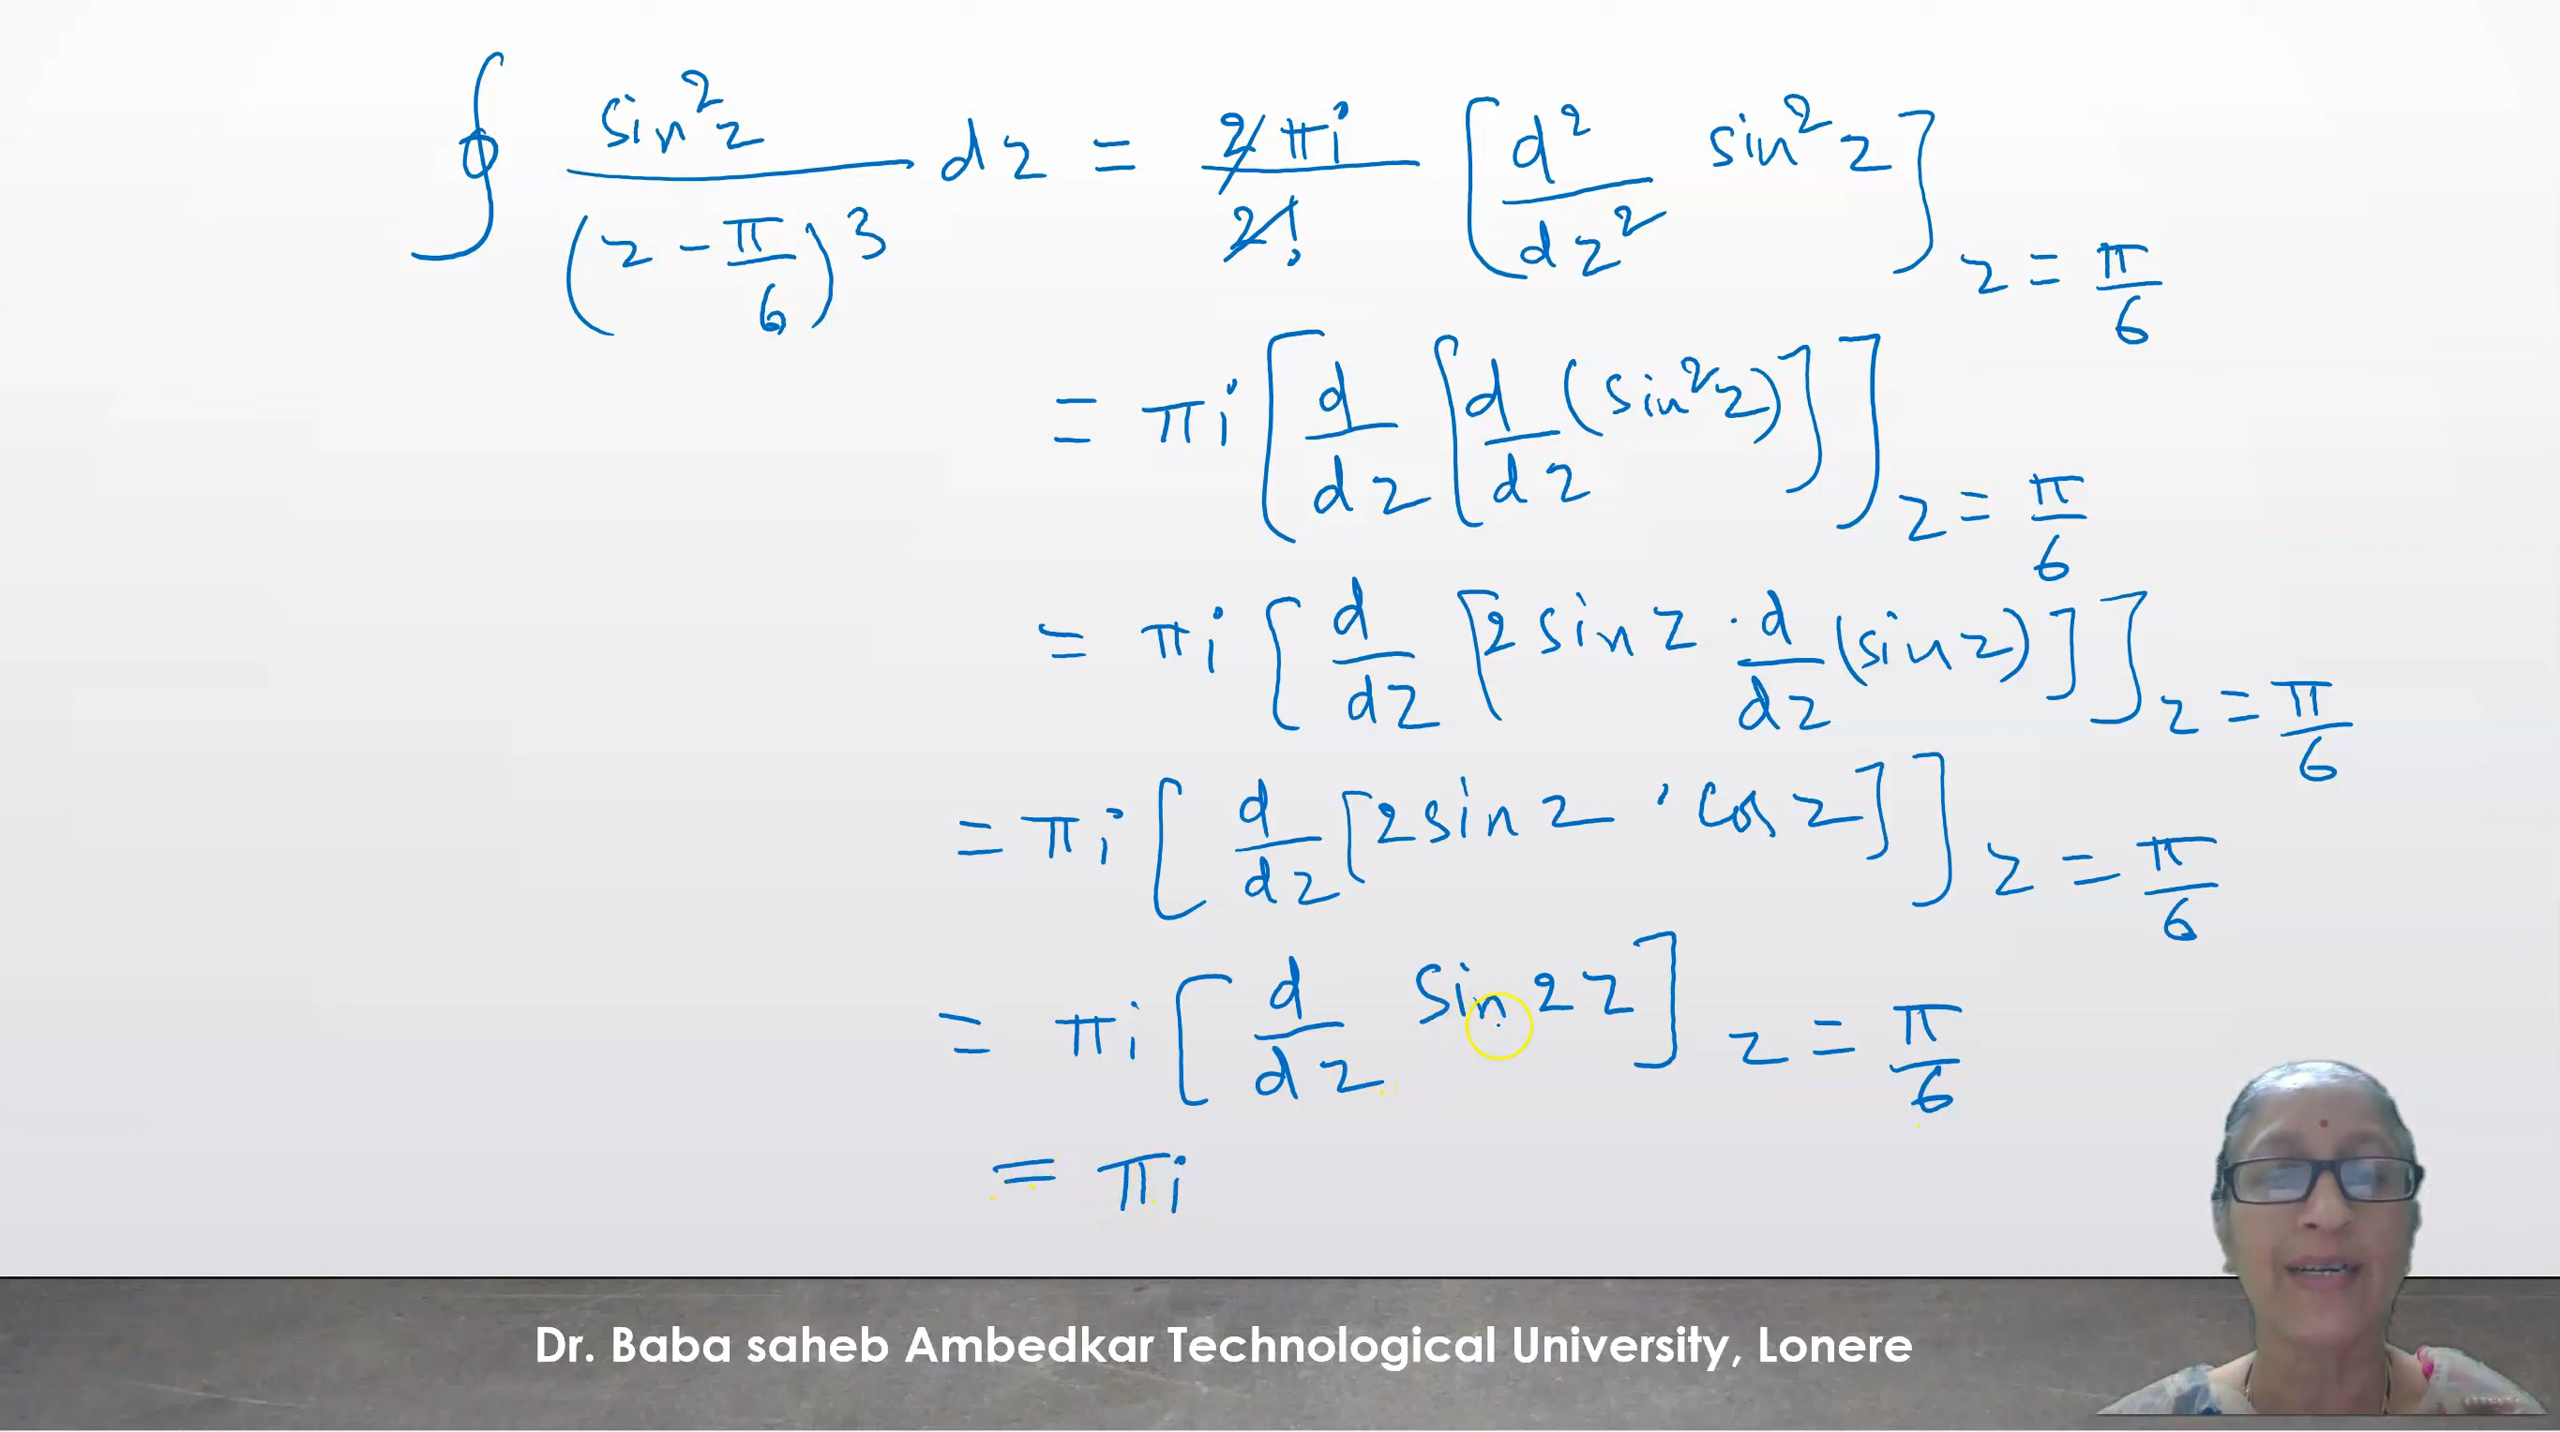 ∮ sin²z / (z − π/6)³ dz = 2πi / 2! [d²/dz² sin²z] z = π/6
= πi [d/dz [d/dz (sin²z)]] z = π/6
= πi [d/dz [2 sin z · d/dz (sin z)]] z = π/6
= πi [d/dz [2 sin z · cos z]] z = π/6
= πi [d/dz sin 2z] z = π/6
= πi
Dr. Baba saheb Ambedkar Technological University, Lonere